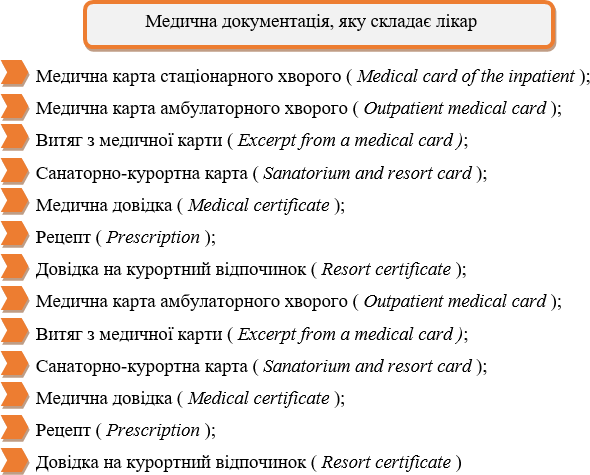 Медична документація, яку складає лікар
Медична карта стаціонарного хворого ( Medical card of the inpatient );
Медична карта амбулаторного хворого ( Outpatient medical card );
Витяг з медичної карти ( Excerpt from a medical card );
Санаторно-курортна карта ( Sanatorium and resort card );
Медична довідка ( Medical certificate );
Рецепт ( Prescription );
Довідка на курортний відпочинок ( Resort certificate );
Медична карта амбулаторного хворого ( Outpatient medical card );
Витяг з медичної карти ( Excerpt from a medical card );
Санаторно-курортна карта ( Sanatorium and resort card );
Медична довідка ( Medical certificate );
Рецепт ( Prescription );
Довідка на курортний відпочинок ( Resort certificate )